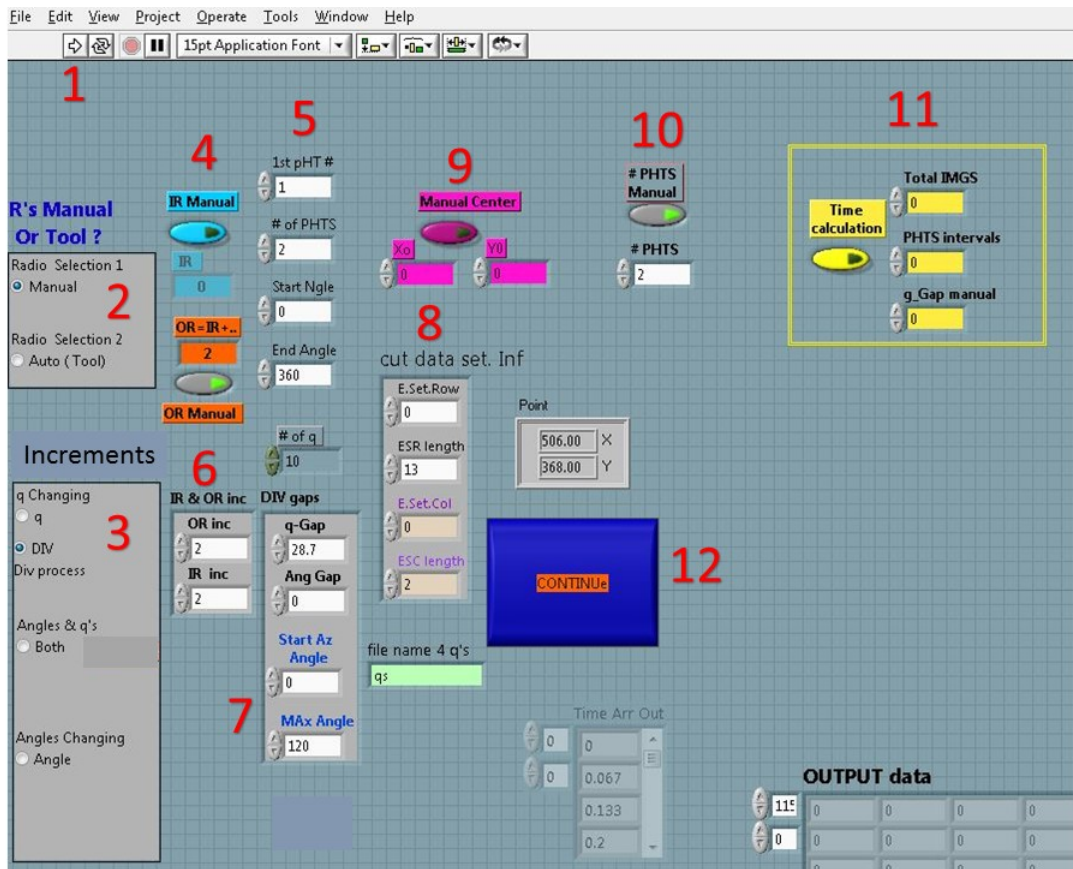 File Edit View Project Operate Tools Window Help
15pt Application Font
1
R's Manual
Or Tool ?
Radio Selection 1
Manual
2
Radio Selection 2
Auto ( Tool)
4
IR Manual
IR
0
OR=IR+..
2
OR Manual
5
1st pHT #
1
# of PHTS
2
Start Ngle
0
End Angle
360
# of q
10
9
Manual Center
Xo
0
Y0
0
10
# PHTS
Manual
# PHTS
2
11
Time
calculation
Total IMGS
0
PHTS intervals
0
g_Gap manual
0
8
cut data set. Inf
E.Set.Row
0
ESR length
13
E.Set.Col
0
ESC length
2
Point
506.00 X
368.00 Y
Increments
q Changing
q
3
DIV
Div process
Angles & q's
Both
Angles Changing
Angle
6
IR & OR inc
OR inc
2
IR inc
2
DIV gaps
q-Gap
28.7
Ang Gap
0
Start Az
Angle
0
7
MAx Angle
120
CONTINUe
12
file name 4 q's
qs
Time Arr Out
0
0
0
0.067
0.133
0.2
OUTPUT data
0
0 0 0 0
0 0 0 0